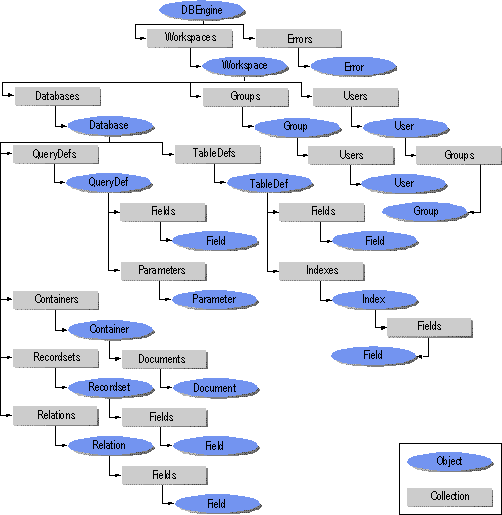 DBEngine
Workspaces
Errors
Workspace
Error
Databases
Groups
Users
Database
Group
User
QueryDefs
TableDefs
Users
Groups
QueryDef
TableDef
User
Fields
Fields
Group
Field
Field
Parameters
Indexes
Containers
Parameter
Index
Container
Fields
Recordsets
Documents
Field
Recordset
Document
Relations
Fields
Relation
Field
Object
Fields
Collection
Field